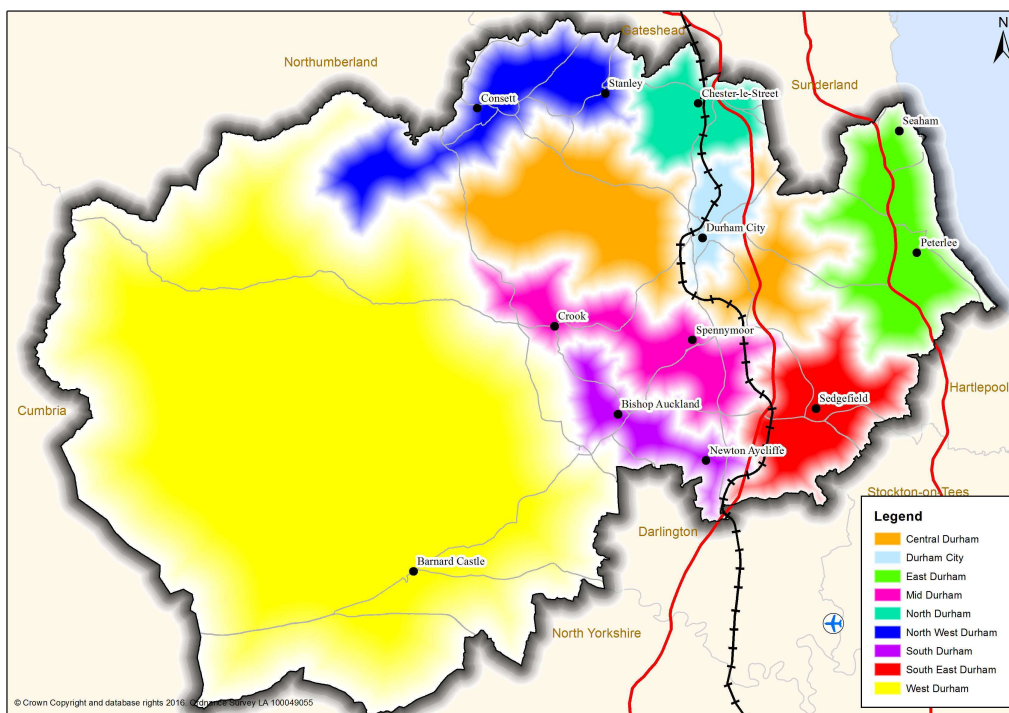 N
Gateshead
Northumberland
Sunderland
Stanley
Consett
Chester-le-Street
Seaham
Durham City
Peterlee
Crook
Spennymoor
Hartlepool
Cumbria
Bishop Auckland
Sedgefield
Newton Aycliffe
Stockton-on-Tees
Darlington
Barnard Castle
North Yorkshire
Legend
Central Durham
Durham City
East Durham
Mid Durham
North Durham
North West Durham
South Durham
South East Durham
West Durham
© Crown Copyright and database rights 2016. Ordnance Survey LA 100049055